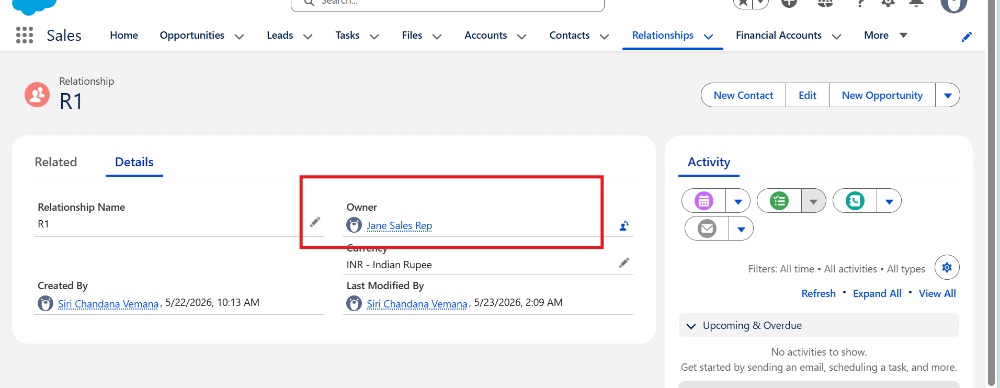 Search...
Sales
Home
Opportunities
Leads
Tasks
Files
Accounts
Contacts
Relationships
Financial Accounts
More
Relationship
R1
New Contact
Edit
New Opportunity
Related
Details
Relationship Name
R1
Owner
Jane Sales Rep
Currency
INR - Indian Rupee
Created By
Siri Chandana Vemana, 5/22/2026, 10:13 AM
Last Modified By
Siri Chandana Vemana, 5/23/2026, 2:09 AM
Activity
Filters: All time • All activities • All types
Refresh • Expand All • View All
Upcoming & Overdue
No activities to show.
Get started by sending an email, scheduling a task, and more.